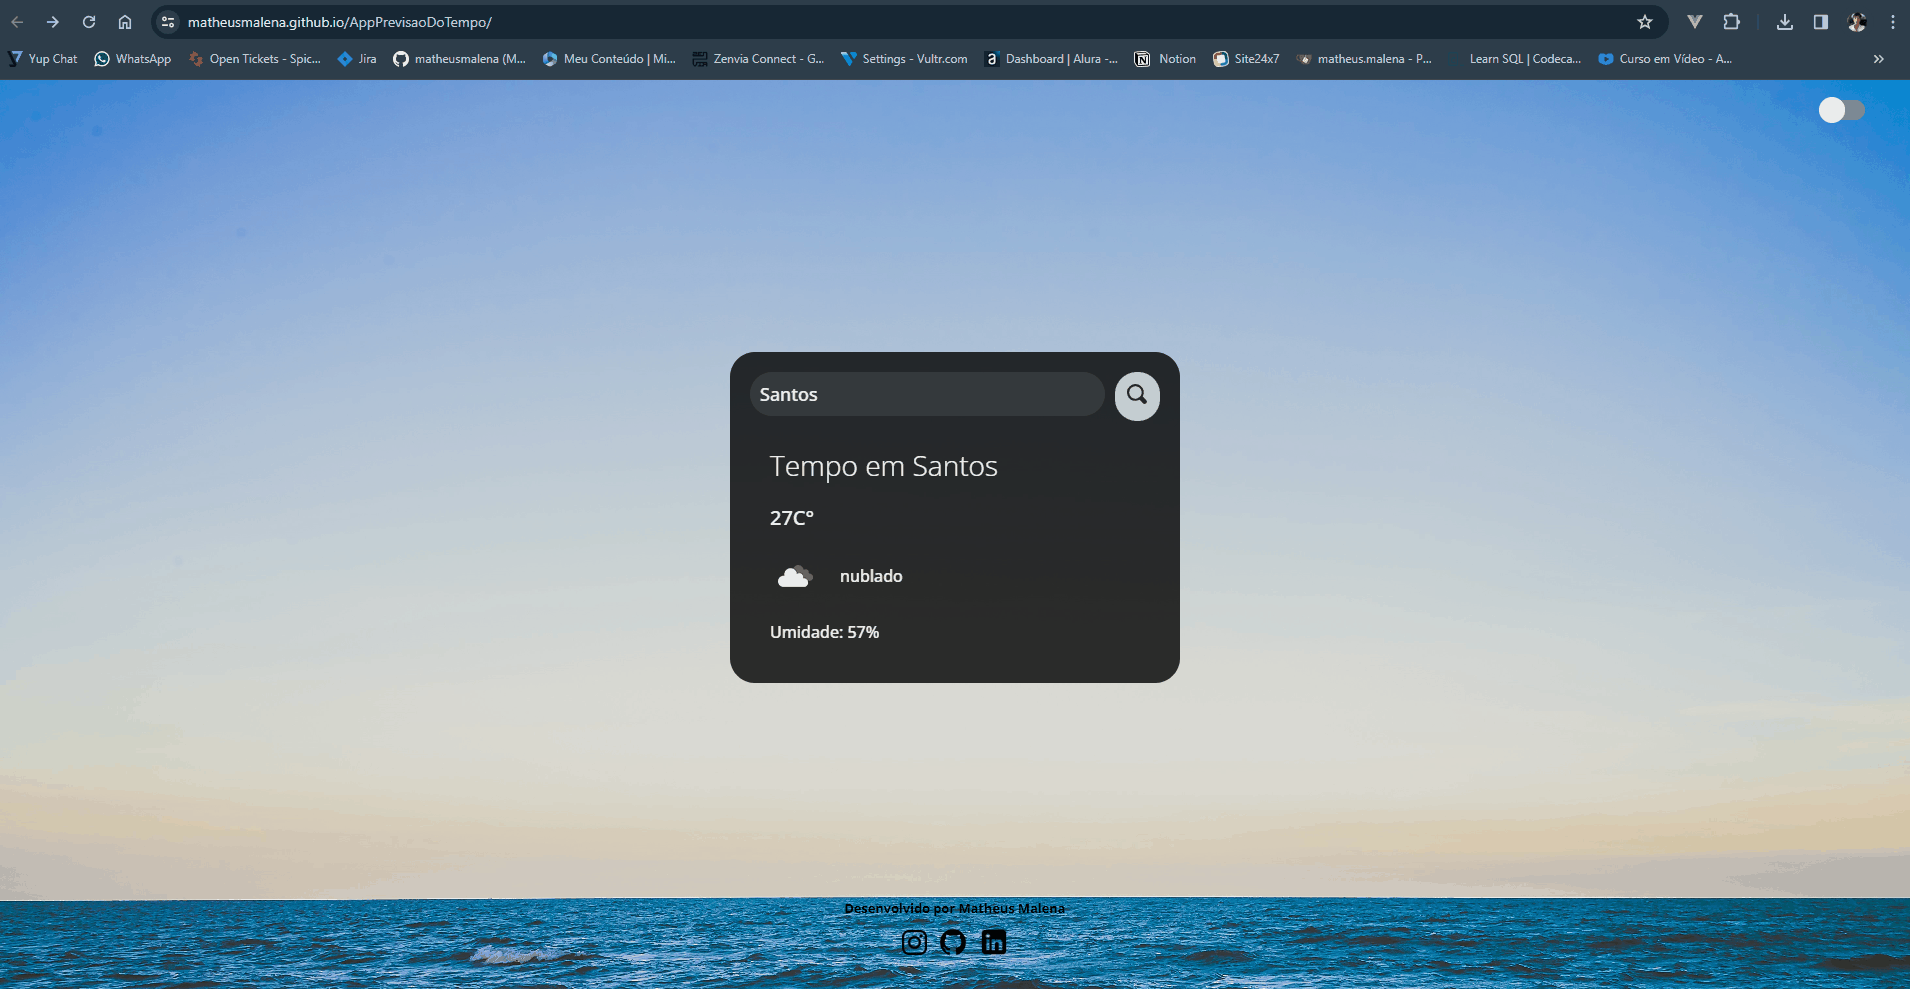 matheusmalena.github.io/AppPrevisaoDoTempo/
Yup Chat WhatsApp Open Tickets - Spic... Jira matheusmalena (M... Meu Conteúdo | Mi... Zenvia Connect - G... Settings - Vultr.com Dashboard | Alura -... Notion Site24x7 matheus.malena - P... Learn SQL | Codeca... Curso em Vídeo - A...
Santos
Tempo em Santos
27C°
nublado
Umidade: 57%
Desenvolvido por Matheus Malena